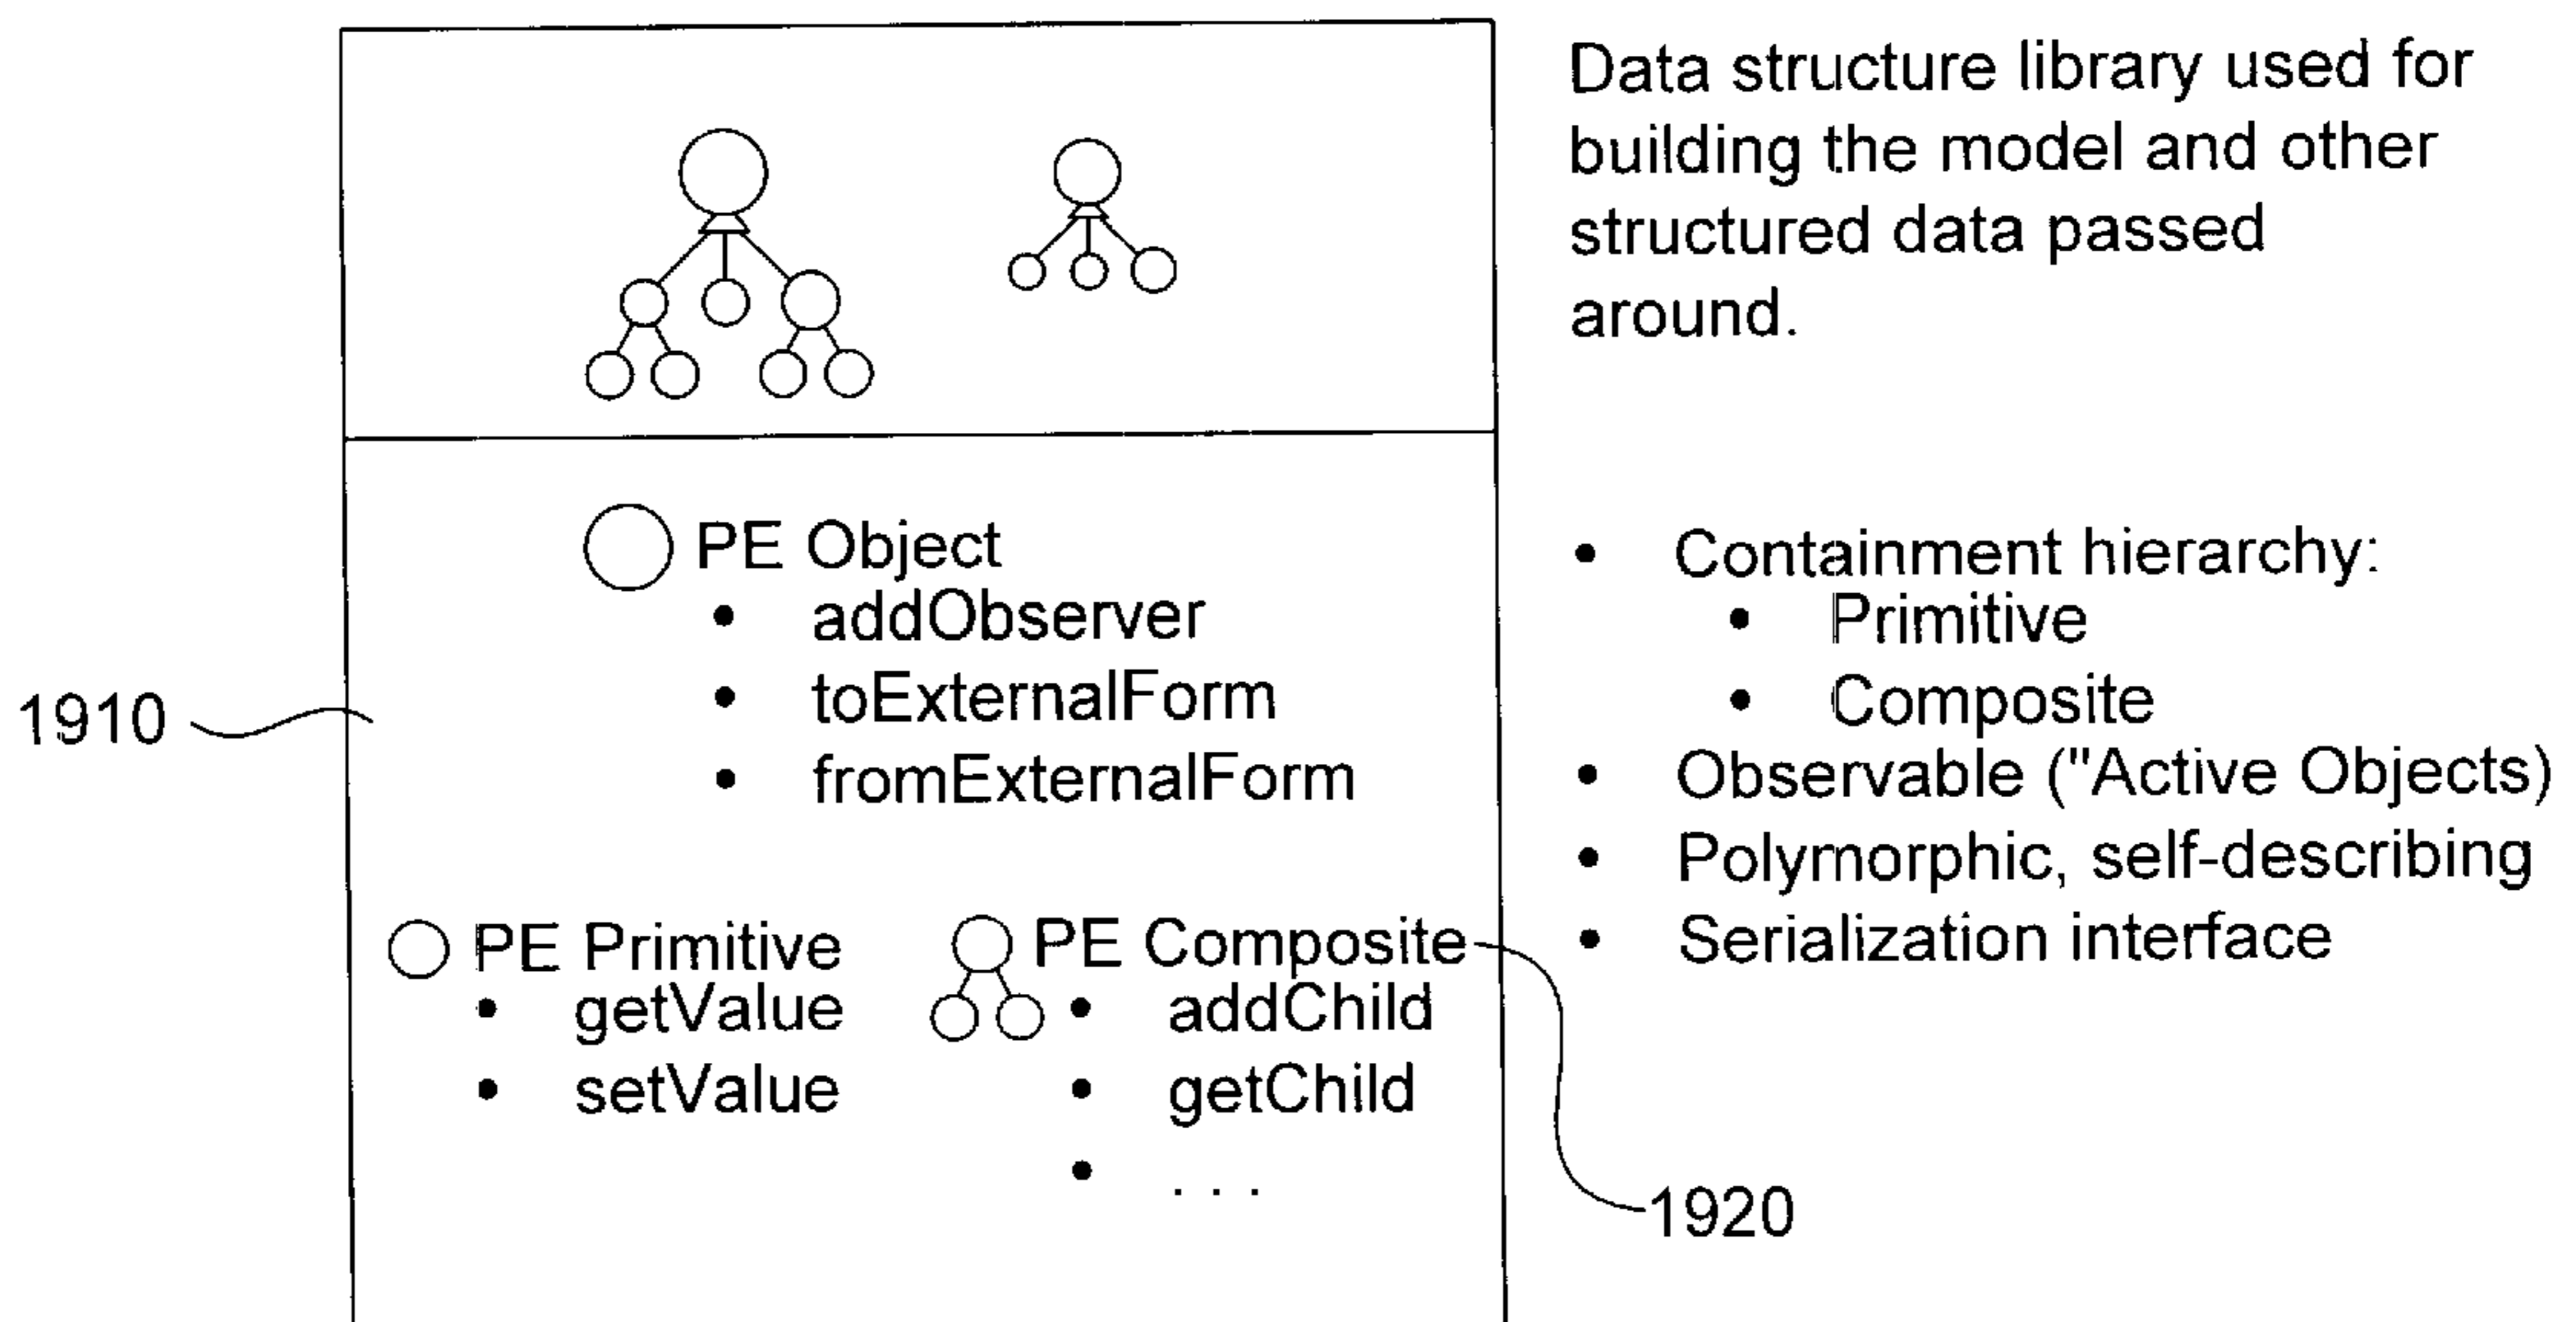 Data structure library used for
building the model and other
structured data passed
around.
PE Object
• addObserver
• toExternalForm
• fromExternalForm
1910
PE Primitive
• getValue
• setValue
PE Composite
• addChild
• getChild
• . . .
1920
• Containment hierarchy:
• Primitive
• Composite
• Observable ("Active Objects)
• Polymorphic, self-describing
• Serialization interface